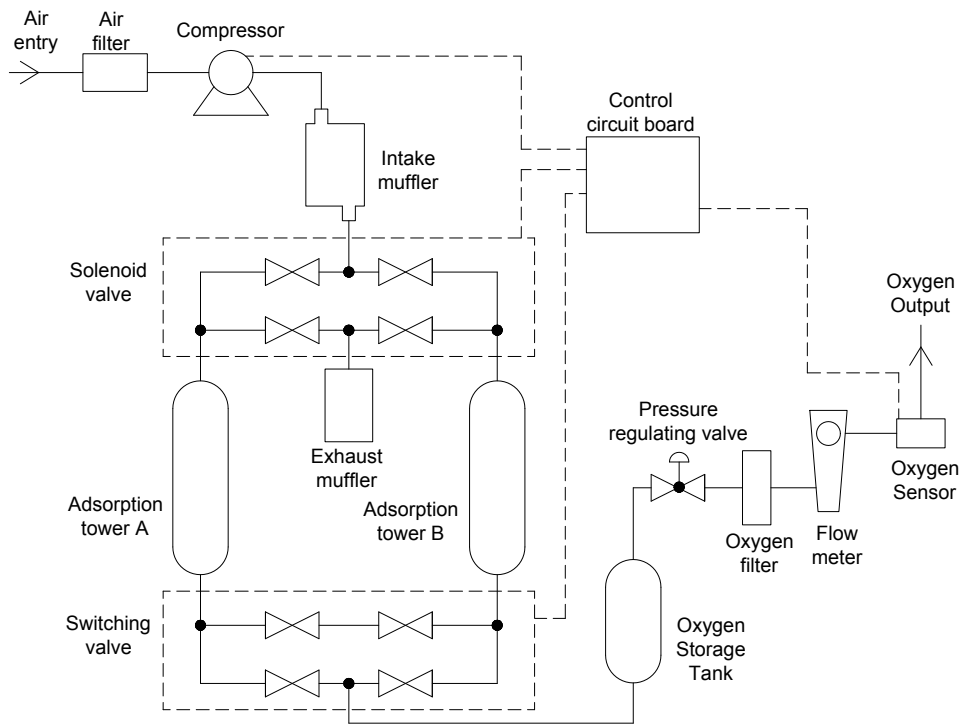 Air
entry
Air
filter
Compressor
Control
circuit board
Intake
muffler
Solenoid
valve
Oxygen
Output
Pressure
regulating valve
Exhaust
muffler
Adsorption
tower A
Adsorption
tower B
Oxygen
Sensor
Oxygen
filter
Flow
meter
Switching
valve
Oxygen
Storage
Tank